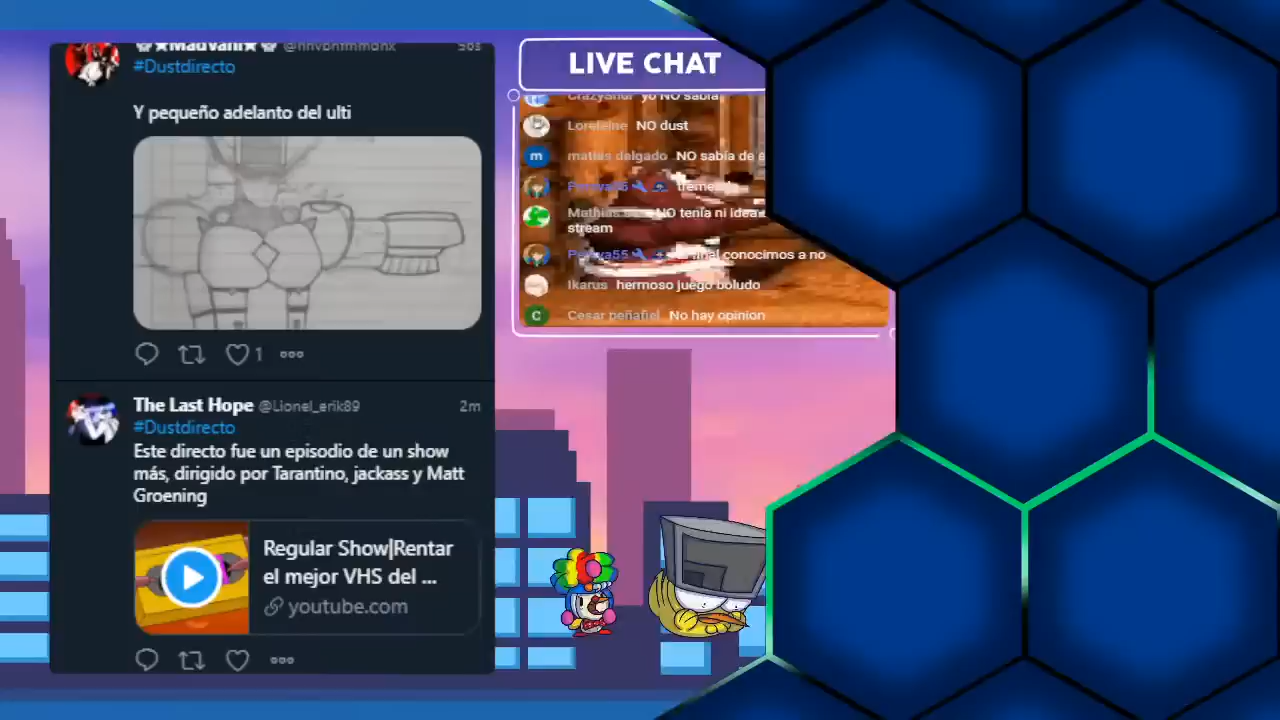 #Dustdirecto
Y pequeño adelanto del ulti
1
The Last Hope @Lionel_erik89 2m
#Dustdirecto
Este directo fue un episodio de un show
más, dirigido por Tarantino, jackass y Matt
Groening
Regular Show|Rentar
el mejor VHS del ...
youtube.com
LIVE CHAT
yo NO sabia
NO dust
m matias delgado NO sabía de
NO tenía ni idea
stream
conocimos a no
Ikarus hermoso juego boludo
C Cesar peñafiel No hay opinion